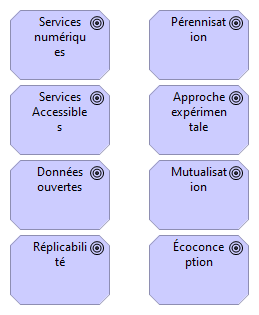 Services
numériqu
es
Pérennisat
ion
Services
Accessible
s
Approche
expérimen
tale
Données
ouvertes
Mutualisat
ion
Réplicabili
té
Écoconce
ption